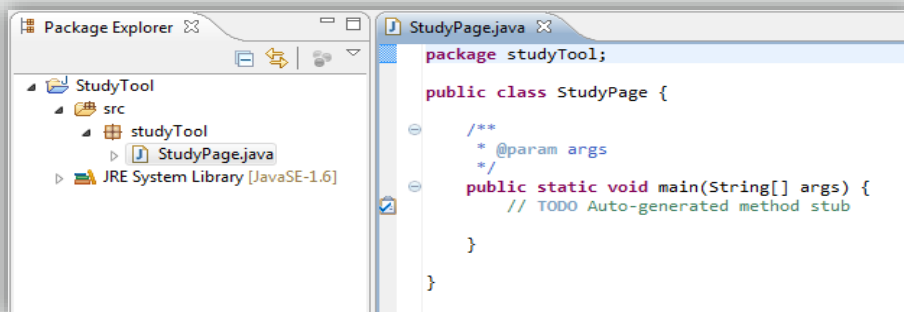 Package Explorer
StudyTool
src
studyTool
StudyPage.java
JRE System Library [JavaSE-1.6]
StudyPage.java
package studyTool;
public class StudyPage {
/**
* @param args
*/
public static void main(String[] args) {
// TODO Auto-generated method stub
}
}